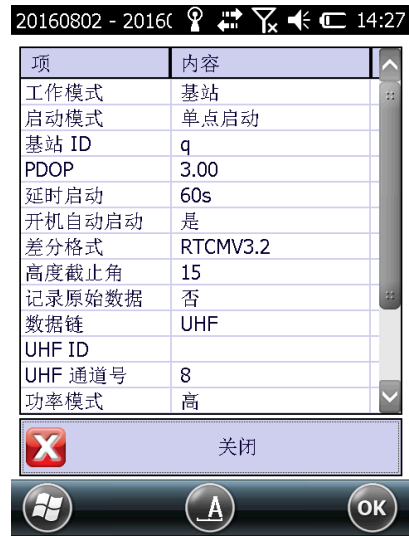 20160802 - 2016( 14:27
项 内容
工作模式 基站
启动模式 单点启动
基站 ID q
PDOP 3.00
延时启动 60s
开机自动启动 是
差分格式 RTCMV3.2
高度截止角 15
记录原始数据 否
数据链 UHF
UHF ID
UHF 通道号 8
功率模式 高
关闭
A OK